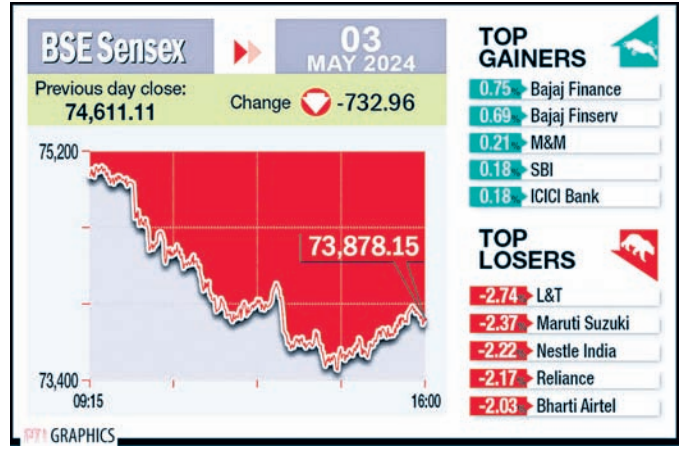 BSE Sensex
03
MAY 2024
Previous day close:
74,611.11
Change -732.96
75,200
73,878.15
73,400
09:15
16:00
TOP
GAINERS
0.75% Bajaj Finance
0.69% Bajaj Finserv
0.21% M&M
0.18% SBI
0.18% ICICI Bank
TOP
LOSERS
-2.74% L&T
-2.37% Maruti Suzuki
-2.22% Nestle India
-2.17% Reliance
-2.03% Bharti Airtel
PTI GRAPHICS